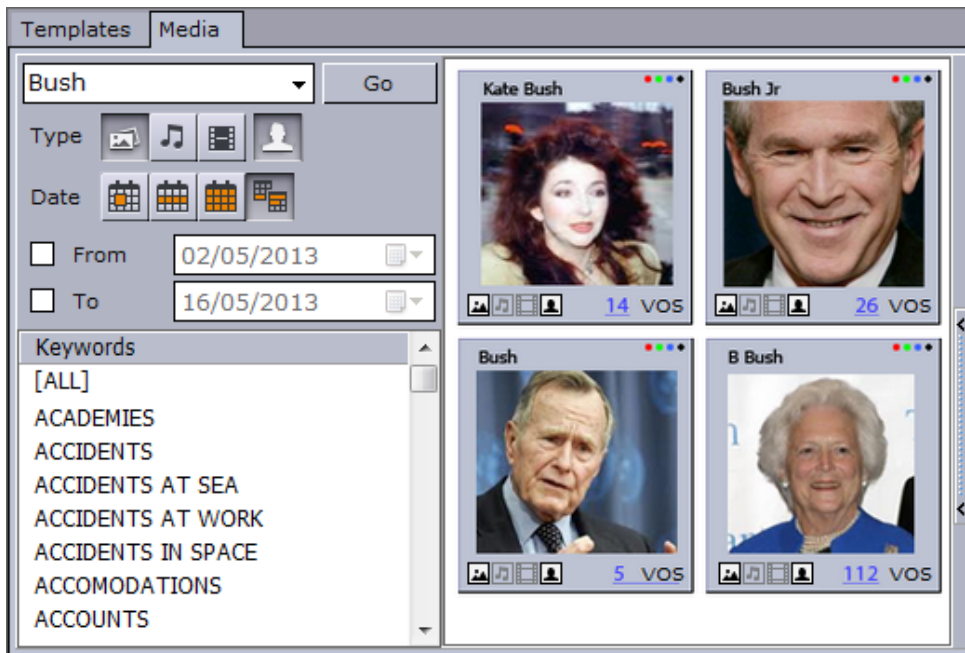 Templates Media
Bush Go
Type
Date
From 02/05/2013
To 16/05/2013
Keywords
[ALL]
ACADEMIES
ACCIDENTS
ACCIDENTS AT SEA
ACCIDENTS AT WORK
ACCIDENTS IN SPACE
ACCOMODATIONS
ACCOUNTS
Kate Bush
14 VOS
Bush Jr
26 VOS
Bush
5 VOS
B Bush
112 VOS